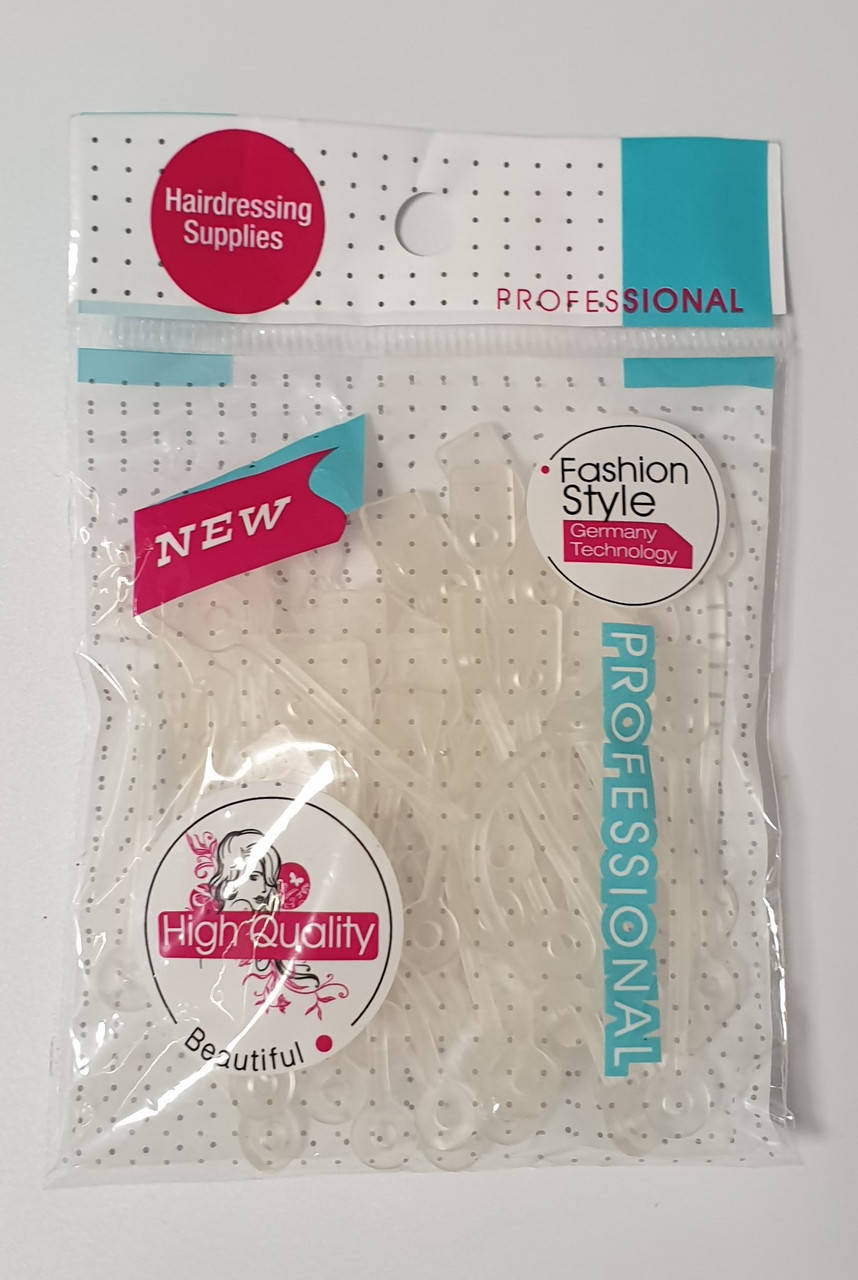 Hairdressing
Supplies
PROFESSIONAL
NEW
Fashion
Style
Germany
Technology
PROFESSIONAL
High Quality
Beautiful